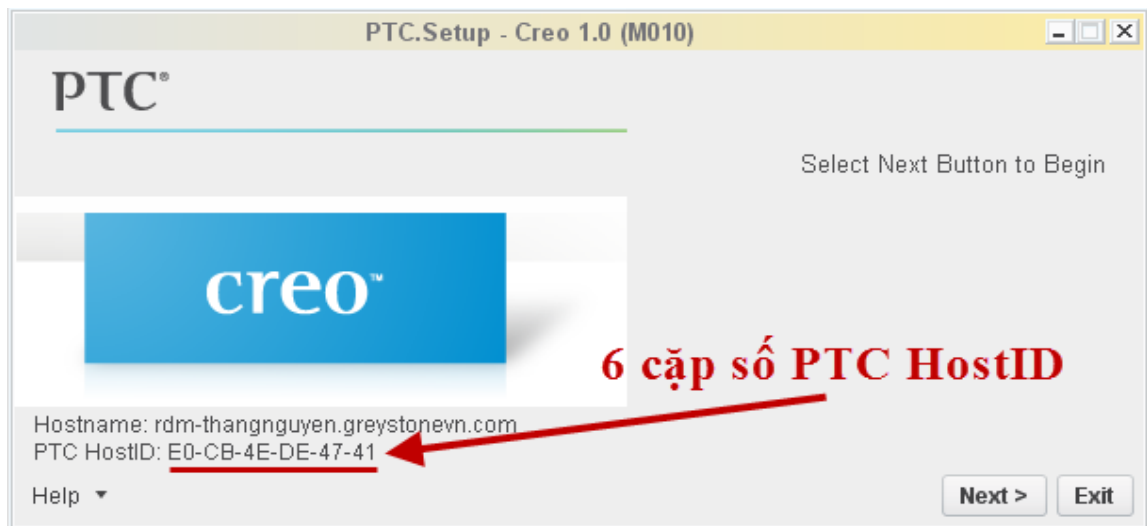 PTC.Setup - Creo 1.0 (M010)
PTC®
Select Next Button to Begin
creo™
6 cặp số PTC HostID
Hostname: rdm-thangnguyen.greystonevn.com
PTC HostID: E0-CB-4E-DE-47-41
Help
Next >
Exit